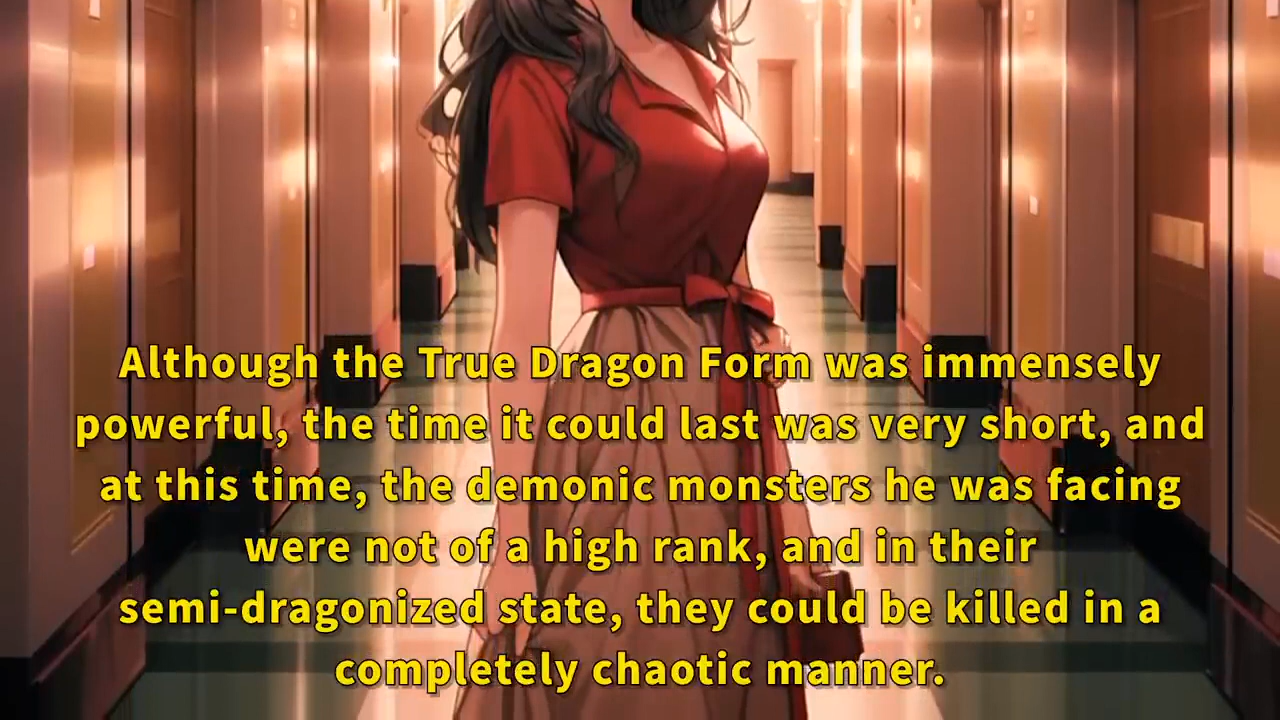 Although the True Dragon Form was immensely
powerful, the time it could last was very short, and
at this time, the demonic monsters he was facing
were not of a high rank, and in their
semi-dragonized state, they could be killed in a
completely chaotic manner.